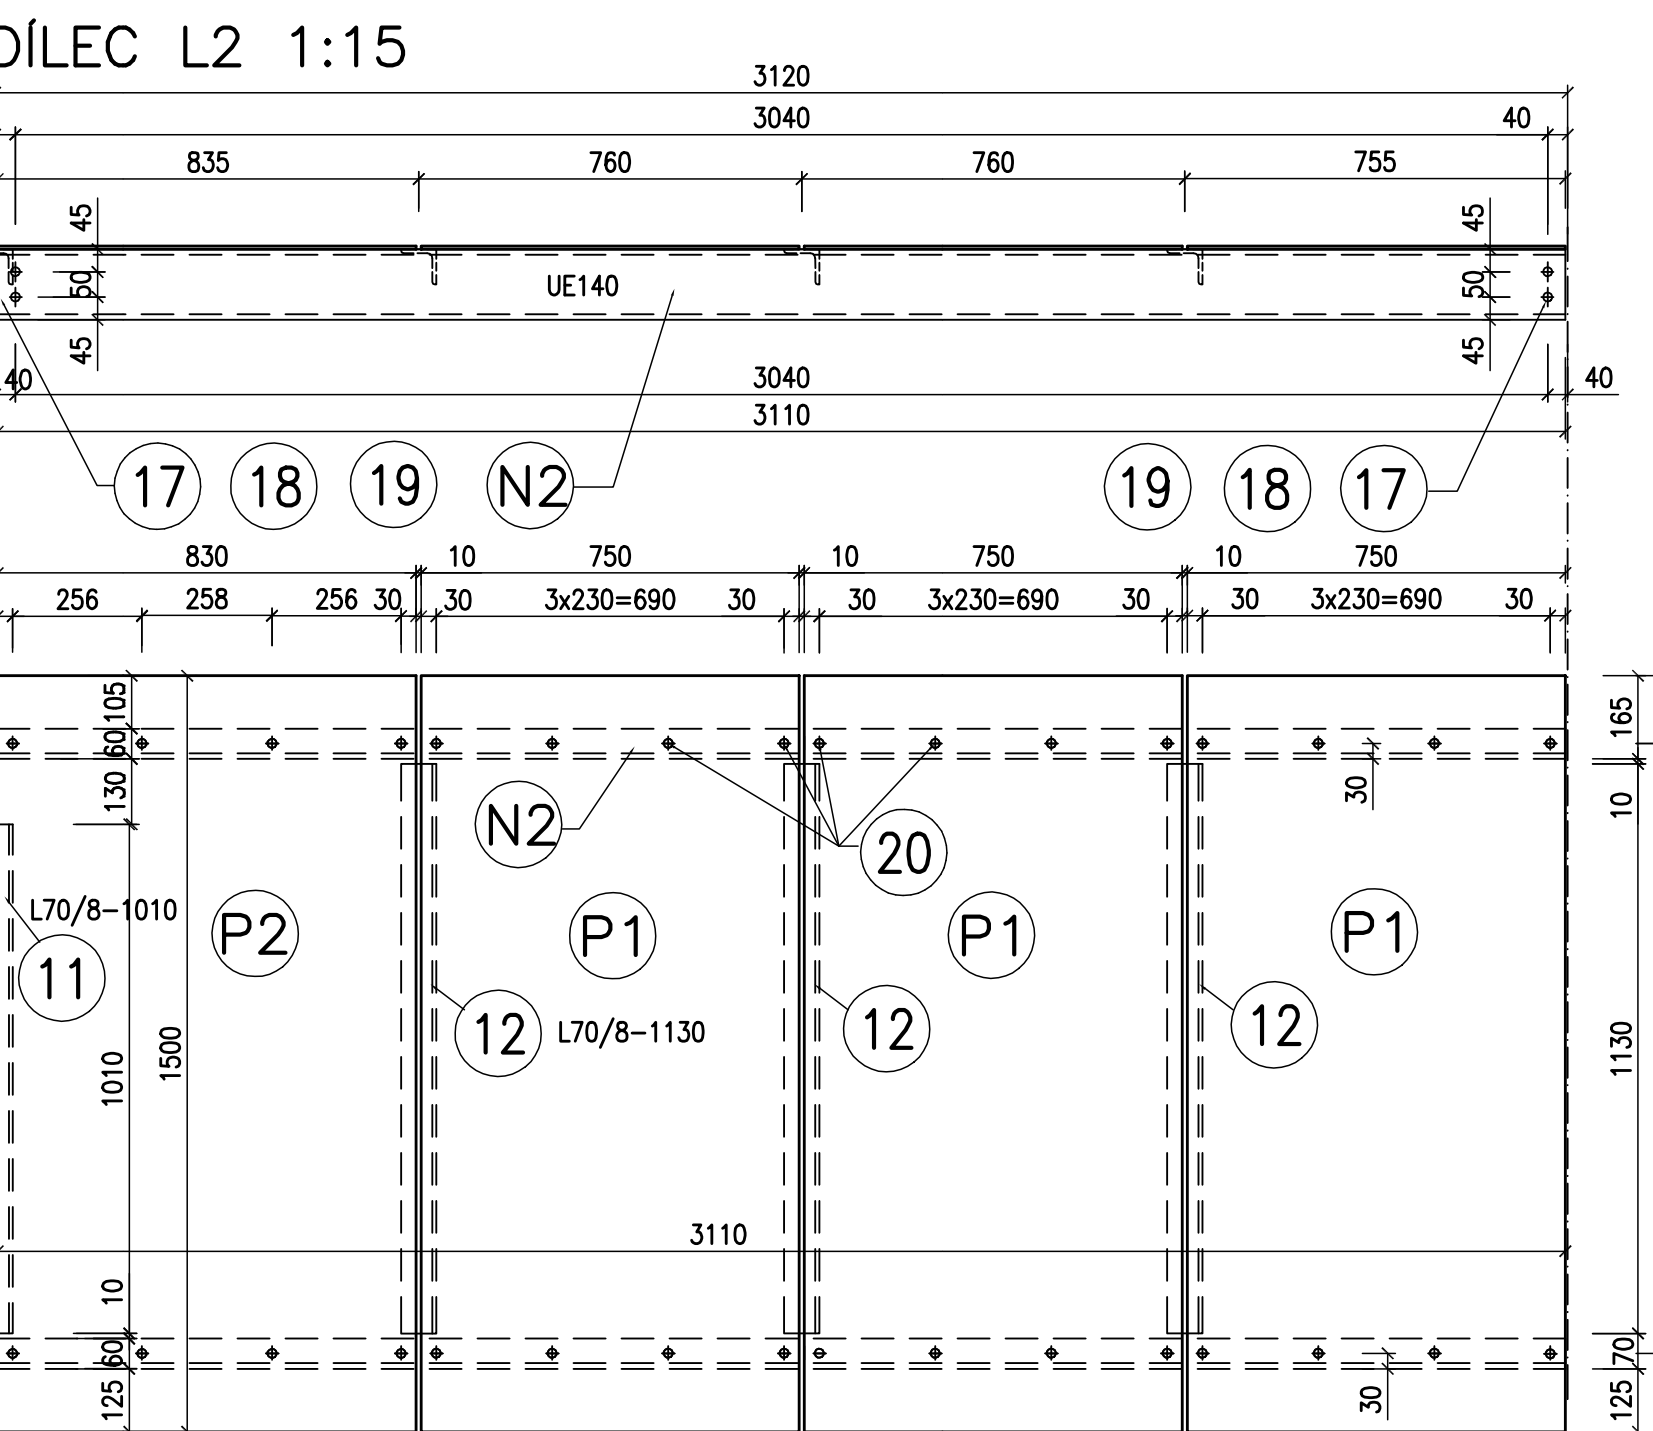 DÍLEC L2 1:15
3120
3040 40
835 760 760 755
45 45
50 UE140 50
45 45
40 3040 40
3110
17 18 19 N2 19 18 17
830 10 750 10 750 10 750
256 258 256 30 30 3x230=690 30 30 3x230=690 30 30 3x230=690 30
105 165
60
130 30 10
N2 20
L70/8-1010
P2 P1 P1 P1
11
12 L70/8-1130 12 12
1010 1500 1130
3110
10
60 70
125 30 125